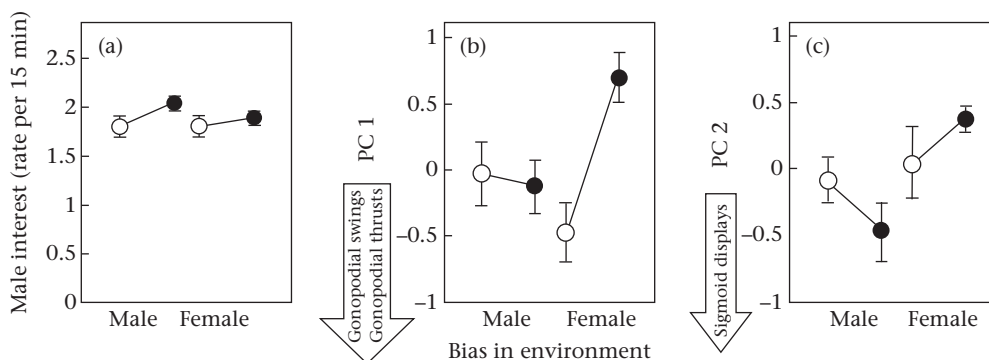 Male interest (rate per 15 min)
2.5
2
1.5
1
0.5
0
(a)
Male Female
PC 1
Gonopodial swings
Gonopodial thrusts
1
0.5
0
–0.5
–1
(b)
Male Female
Bias in environment
PC 2
Sigmoid displays
1
0.5
0
–0.5
–1
(c)
Male Female